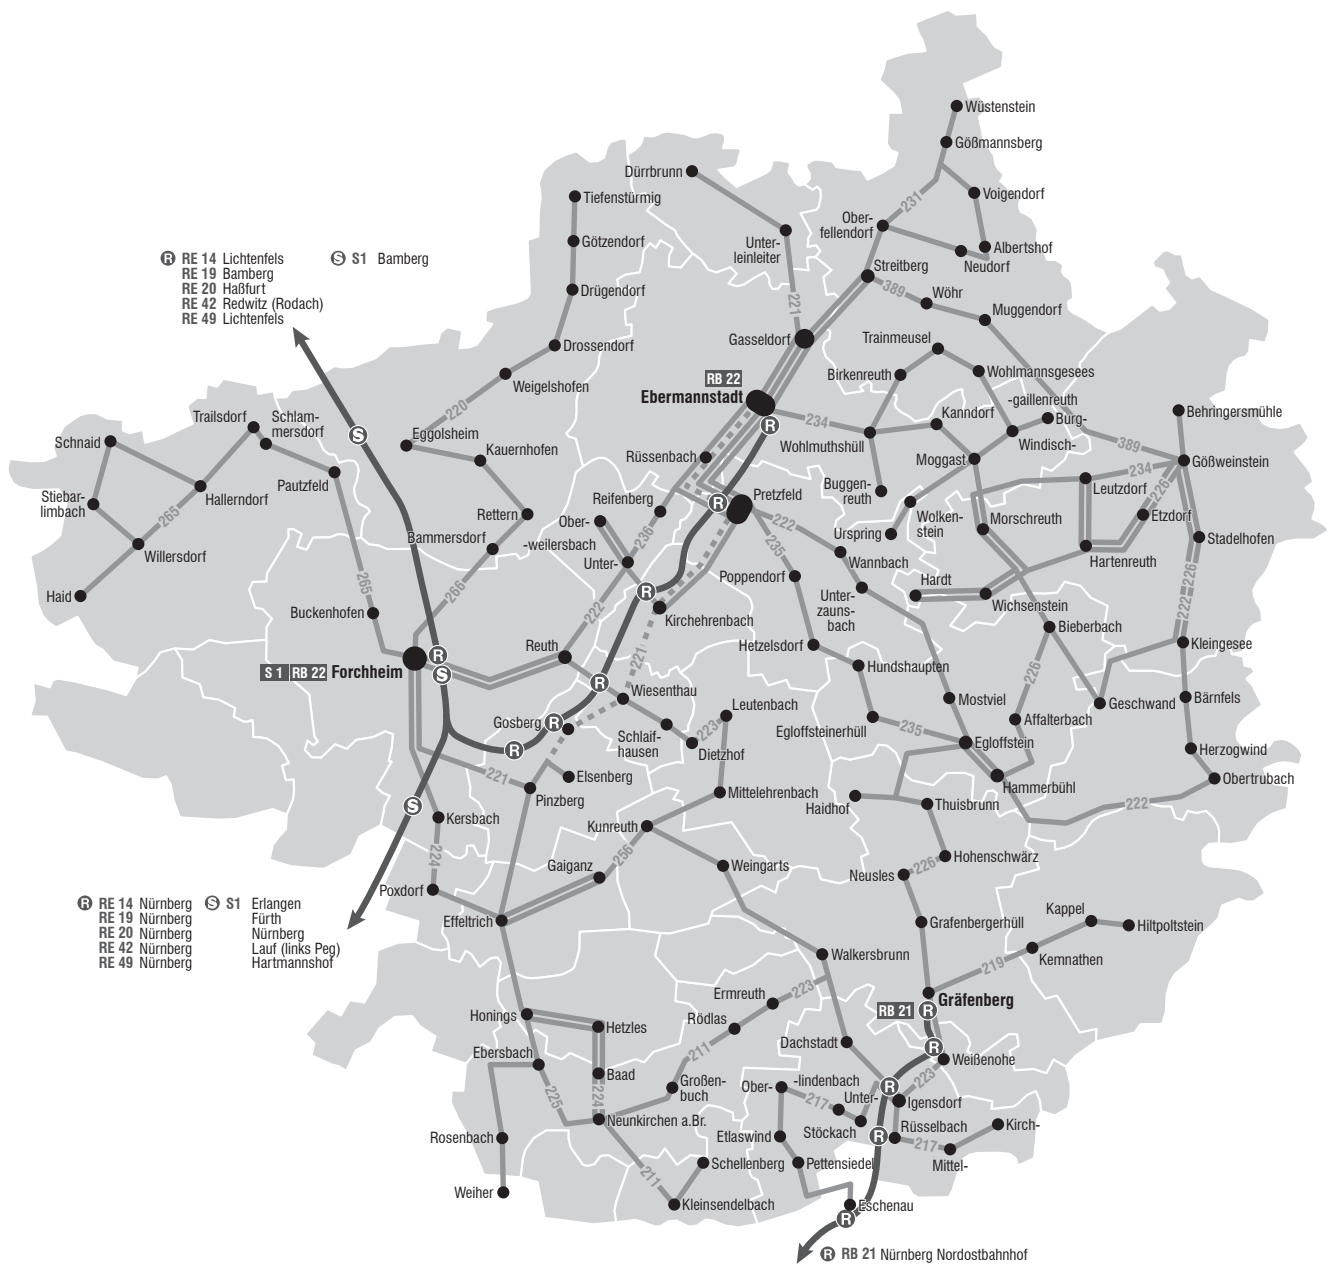 Wüstenstein
Gößmannsberg
Dürrbrunn
Tiefenstürmig
Voigendorf
Ober-
fellendorf
231
Götzendorf
Unter-
leinleiter
Albertshof
Neudorf
R RE 14 Lichtenfels
RE 19 Bamberg
RE 20 Haßfurt
RE 42 Redwitz (Rodach)
RE 49 Lichtenfels
S S1 Bamberg
Streitberg
389
Wöhr
Muggendorf
Drügendorf
221
Gasseldorf
Trainmeusel
Drossendorf
Birkenreuth
Wohlmannsgesees
Weigelshofen
RB 22
Ebermannstadt
-gaillenreuth
Burg-
Behringersmühle
220
234
Kanndorf
Windisch-
389
Trailsdorf
Schlam-
mersdorf
S
Eggolsheim
R
Wohlmuthshüll
Schnaid
Kauernhofen
Rüssenbach
Moggast
234
Gößweinstein
Pautzfeld
Hallerndorf
Buggen-
reuth
Leutzdorf
226
Stiebar-
limbach
Reifenberg
R
Pretzfeld
Wolken-
stein
Etzdorf
265
Rettern
Ober-
-weilersbach
Unter-
236
222
235
Urspring
Morschreuth
Stadelhofen
Willersdorf
Bammersdorf
Wannbach
Hartenreuth
Haid
265
266
222
R
Poppendorf
Unter-
zauns-
bach
Hardt
Wichsenstein
226
222
Buckenhofen
Kirchehrenbach
Bieberbach
Reuth
221
Hetzelsdorf
Kleingesee
S 1 RB 22 Forchheim
R
S
Hundshaupten
226
R
Wiesenthau
Leutenbach
Mostviel
Geschwand
Bärnfels
Gosberg
R
R
Schlaif-
hausen
223
Dietzhof
Egloffsteinerhüll
235
Affalterbach
Egloffstein
Herzogwind
221
Elsenberg
Pinzberg
Hammerbühl
Obertrubach
S
Mittelehrenbach
Haidhof
Thuisbrunn
222
Kersbach
Kunreuth
224
256
Gaiganz
Weingarts
Hohenschwärz
226
Neusles
Poxdorf
R RE 14 Nürnberg
RE 19 Nürnberg
RE 20 Nürnberg
RE 42 Nürnberg
RE 49 Nürnberg
S S1 Erlangen
Fürth
Nürnberg
Lauf (links Peg)
Hartmannshof
Effeltrich
Grafenbergerhüll
Kappel
Hiltpoltstein
Walkersbrunn
219
Kemnathen
Ermreuth
223
Gräfenberg
RB 21
R
Honings
Hetzles
Rödlas
Dachstadt
R
Weißenohe
Ebersbach
211
Baad
Großen-
buch
Ober-
-lindenbach
R
223
225
224
217
Unter-
Igensdorf
Neunkirchen a.Br.
Stöckach
Rüsselbach
Kirch-
Rosenbach
Etlaswind
R
217
Mittel-
211
Schellenberg
Pettensiedel
Weiher
Kleinsendelbach
Eschenau
R
R RB 21 Nürnberg Nordostbahnhof